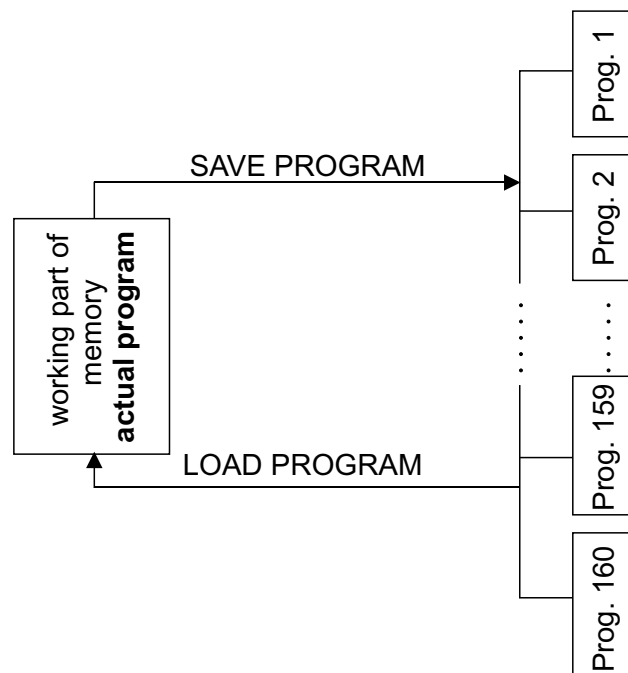 SAVE PROGRAM
working part of
memory
actual program
LOAD PROGRAM
Prog. 1
Prog. 2
. . . . .
. . . . .
Prog. 159
Prog. 160